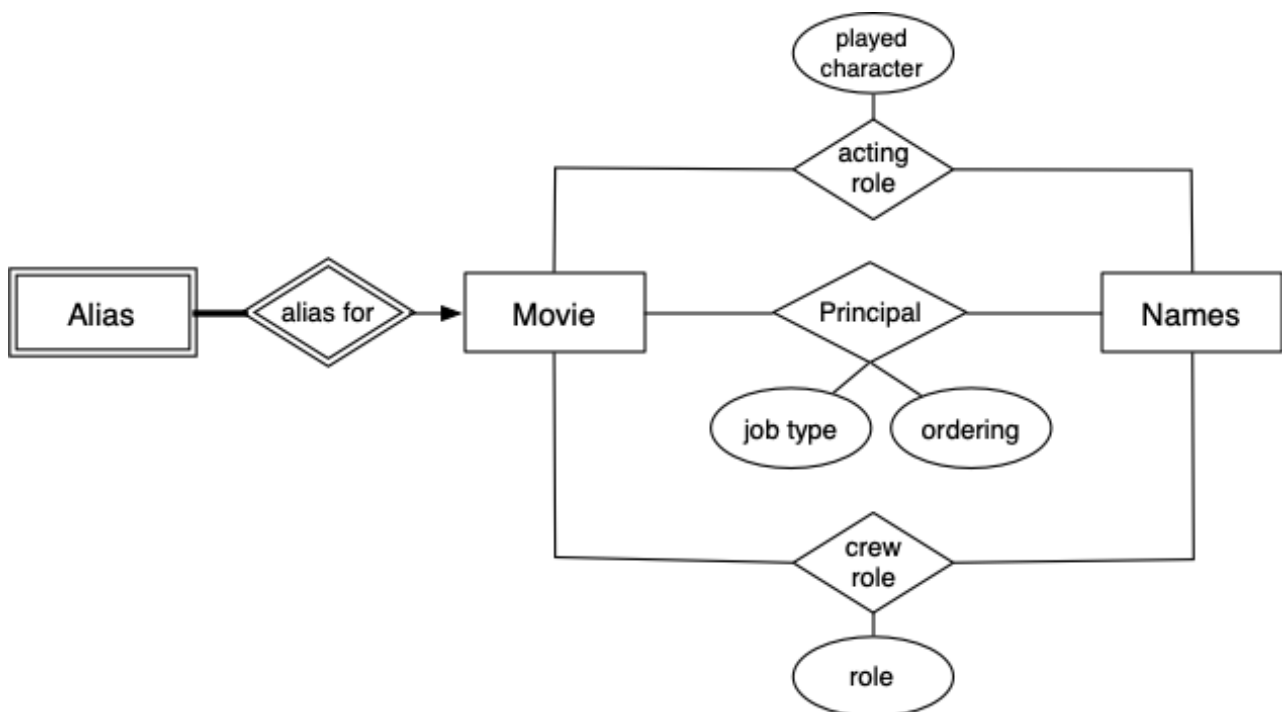 played
character
acting
role
Alias
alias for
Movie
Principal
Names
job type
ordering
crew
role
role